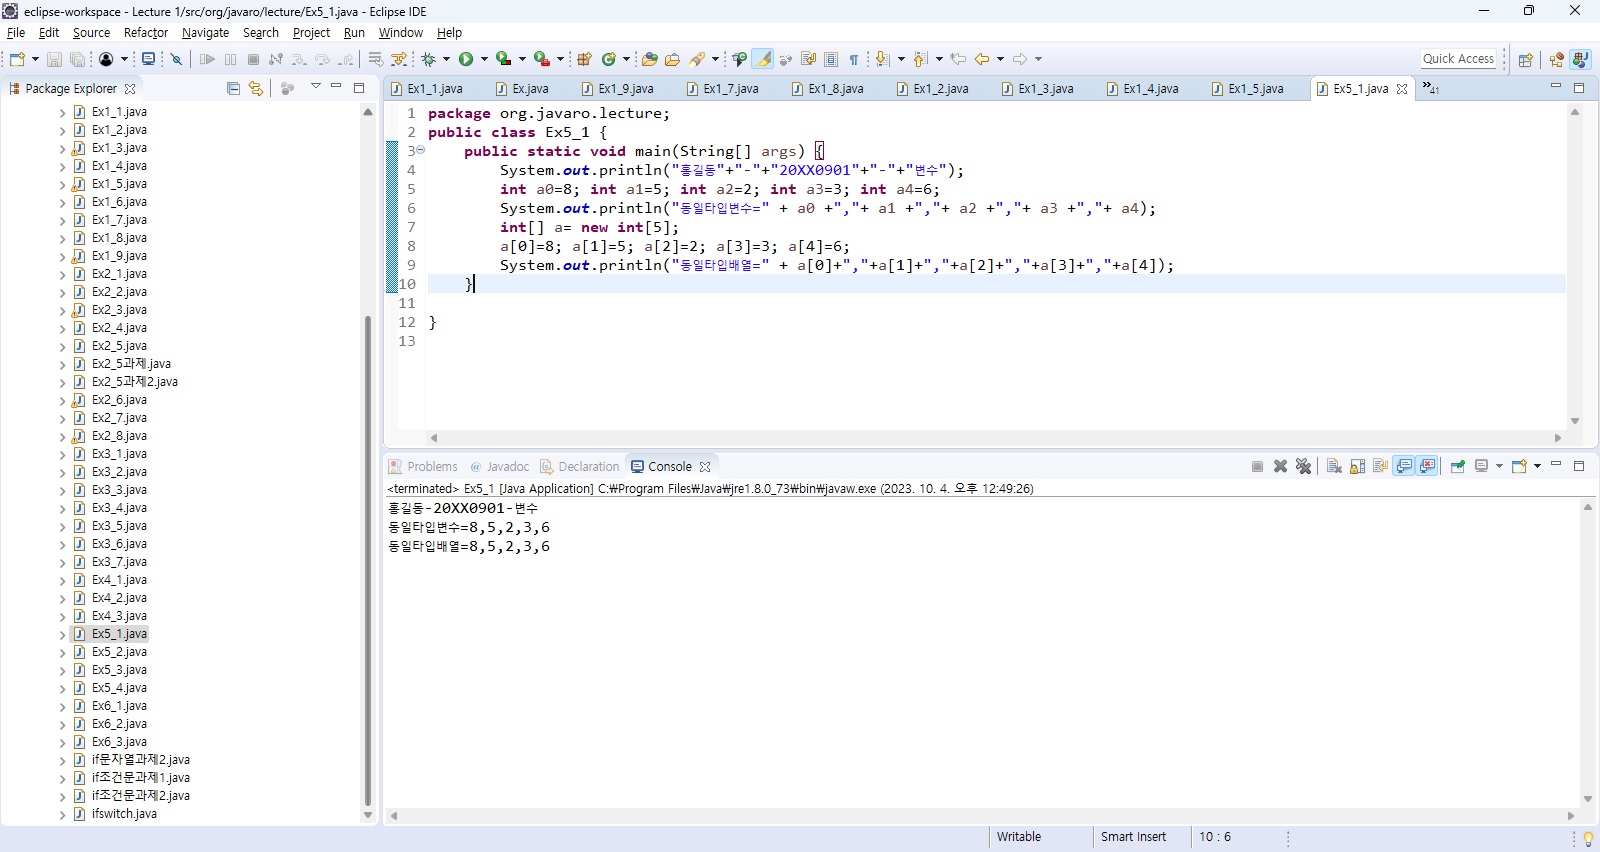 eclipse-workspace - Lecture 1/src/org/javaro/lecture/Ex5_1.java - Eclipse IDE
File Edit Source Refactor Navigate Search Project Run Window Help
Quick Access
Package Explorer
Ex1_1.java
Ex1_2.java
Ex1_3.java
Ex1_4.java
Ex1_5.java
Ex1_6.java
Ex1_7.java
Ex1_8.java
Ex1_9.java
Ex2_1.java
Ex2_2.java
Ex2_3.java
Ex2_4.java
Ex2_5.java
Ex2_5과제.java
Ex2_5과제2.java
Ex2_6.java
Ex2_7.java
Ex2_8.java
Ex3_1.java
Ex3_2.java
Ex3_3.java
Ex3_4.java
Ex3_5.java
Ex3_6.java
Ex3_7.java
Ex4_1.java
Ex4_2.java
Ex4_3.java
Ex5_1.java
Ex5_2.java
Ex5_3.java
Ex5_4.java
Ex6_1.java
Ex6_2.java
Ex6_3.java
if문자열과제2.java
if조건문과제1.java
if조건문과제2.java
ifswitch.java
Ex1_1.java Ex.java Ex1_9.java Ex1_7.java Ex1_8.java Ex1_2.java Ex1_3.java Ex1_4.java Ex1_5.java Ex5_1.java »41
1 package org.javaro.lecture;
2 public class Ex5_1 {
3 public static void main(String[] args) {
4 System.out.println("홍길동"+"-"+"20XX0901"+"-"+"변수");
5 int a0=8; int a1=5; int a2=2; int a3=3; int a4=6;
6 System.out.println("동일타입변수=" + a0 +","+ a1 +","+ a2 +","+ a3 +","+ a4);
7 int[] a= new int[5];
8 a[0]=8; a[1]=5; a[2]=2; a[3]=3; a[4]=6;
9 System.out.println("동일타입배열=" + a[0]+","+a[1]+","+a[2]+","+a[3]+","+a[4]);
10 }
11
12 }
13
Problems @ Javadoc Declaration Console
<terminated> Ex5_1 [Java Application] C:₩Program Files₩Java₩jre1.8.0_73₩bin₩javaw.exe (2023. 10. 4. 오후 12:49:26)
홍길동-20XX0901-변수
동일타입변수=8,5,2,3,6
동일타입배열=8,5,2,3,6
Writable Smart Insert 10 : 6